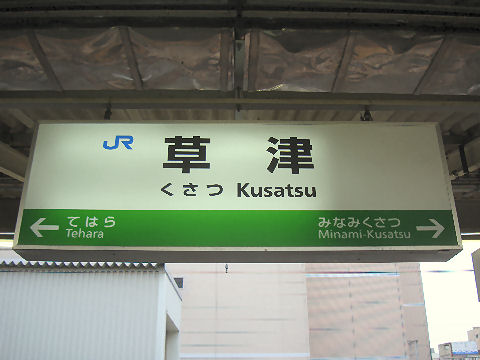 JR 草津
くさつ Kusatsu
てはら みなみくさつ
Tehara Minami-Kusatsu